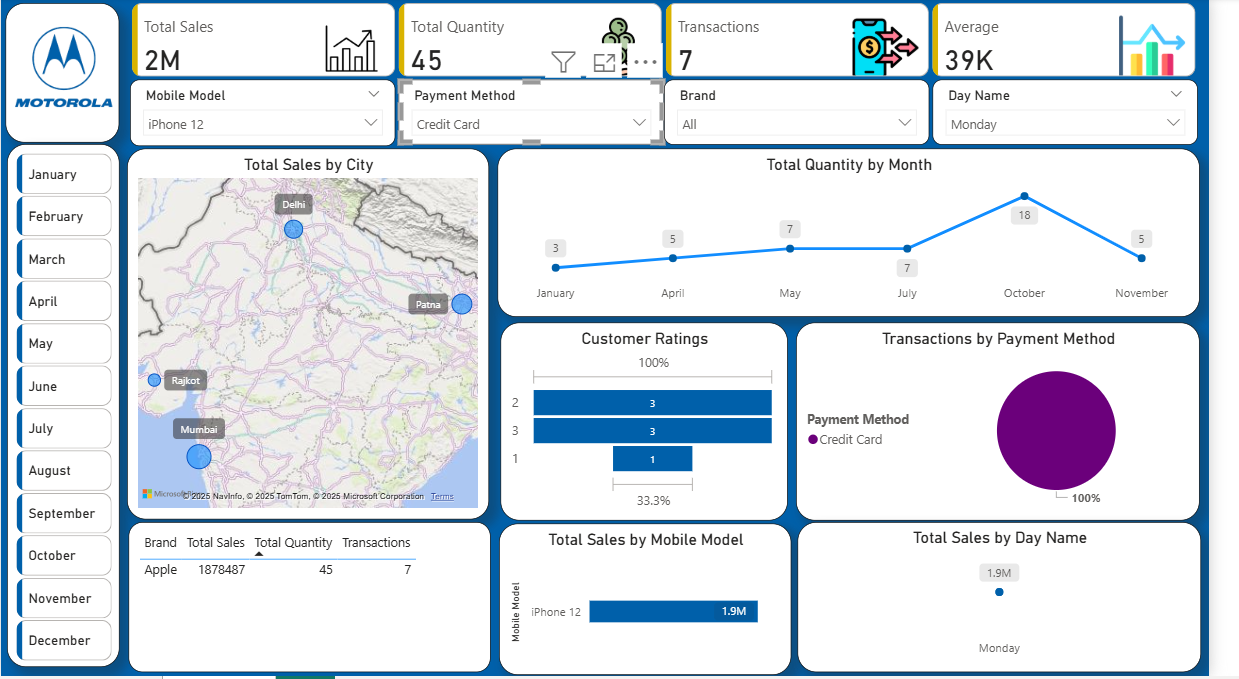 Total Sales
2M
Total Quantity
45
Transactions
7
Average
39K
MOTOROLA
Mobile Model
iPhone 12
Payment Method
Credit Card
Brand
All
Day Name
Monday
January
February
March
April
May
June
July
August
September
October
November
December
Total Sales by City
Delhi
Patna
Rajkot
Mumbai
© 2025 NavInfo, © 2025 TomTom, © 2025 Microsoft Corporation Terms
Total Quantity by Month
3
5
7
7
18
5
January April May July October November
Customer Ratings
100%
2 3
3 3
1 1
33.3%
Transactions by Payment Method
Payment Method
Credit Card
100%
Brand Total Sales Total Quantity Transactions
Apple 1878487 45 7
Total Sales by Mobile Model
Mobile Model
iPhone 12 1.9M
Total Sales by Day Name
1.9M
Monday